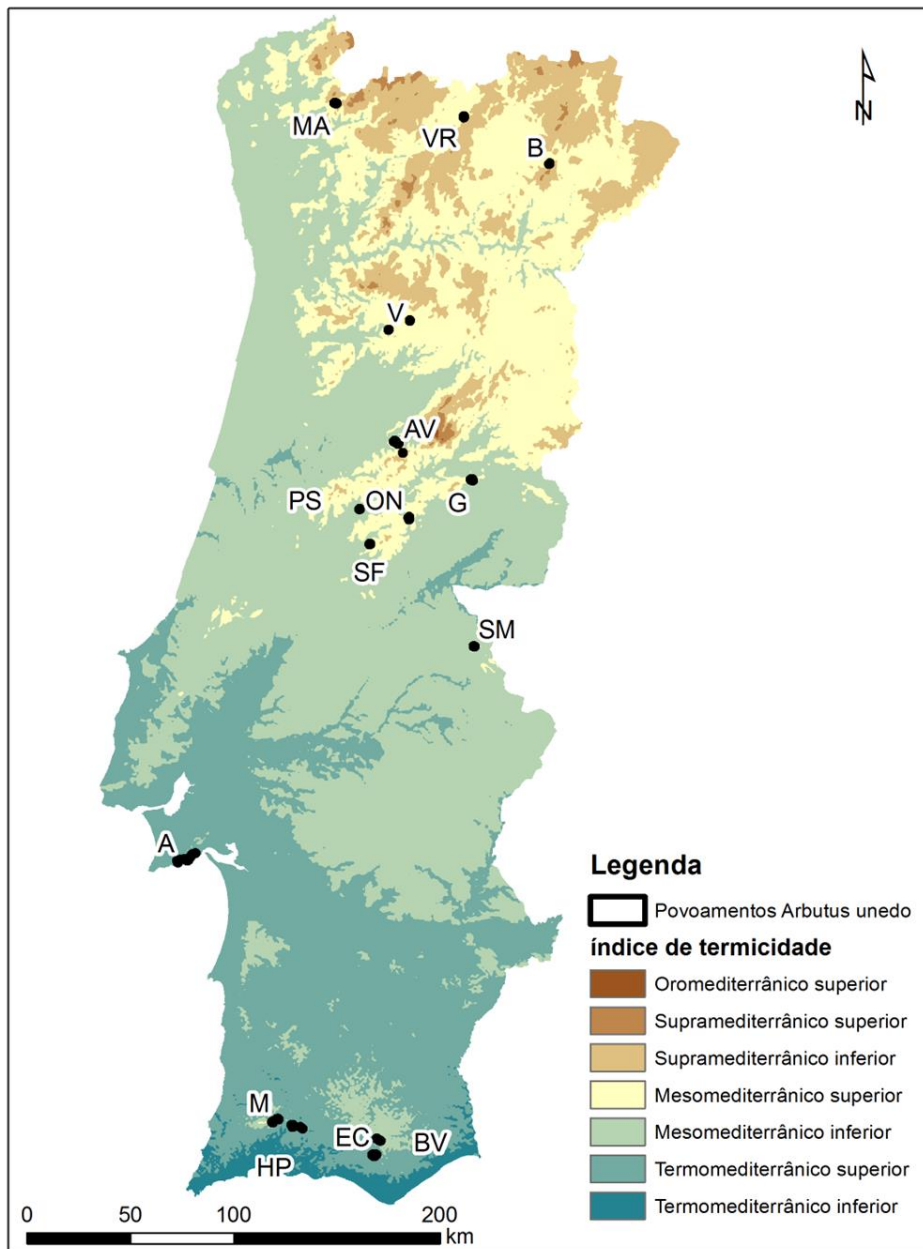 N
MA
VR
B
V
AV
PS
ON
G
SF
SM
A
M
EC
BV
HP
Legenda
Povoamentos Arbutus unedo
índice de termicidade
Oromediterrânico superior
Supramediterrânico superior
Supramediterrânico inferior
Mesomediterrânico superior
Mesomediterrânico inferior
Termomediterrânico superior
Termomediterrânico inferior
0 50 100 200
km